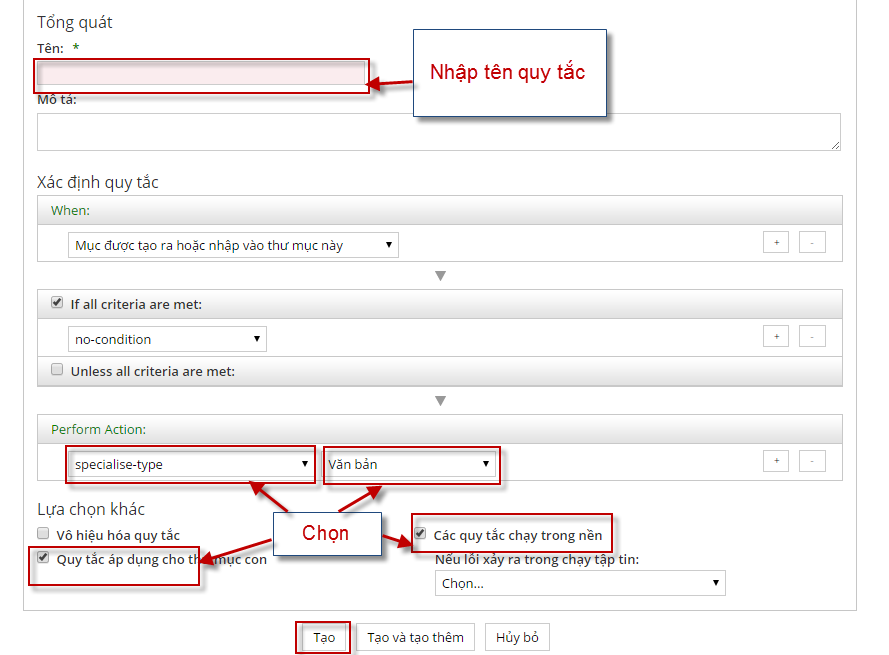 Tổng quát
Tên: *
Nhập tên quy tắc
Mô tả:
Xác định quy tắc
When:
Mục được tạo ra hoặc nhập vào thư mục này
+ -
If all criteria are met:
no-condition
+ -
Unless all criteria are met:
Perform Action:
specialise-type Văn bản
+ -
Lựa chọn khác
Chọn
Vô hiệu hóa quy tắc
Các quy tắc chạy trong nền
Quy tắc áp dụng cho thư mục con
Nếu lỗi xảy ra trong chạy tập tin:
Chọn...
Tạo Tạo và tạo thêm Hủy bỏ